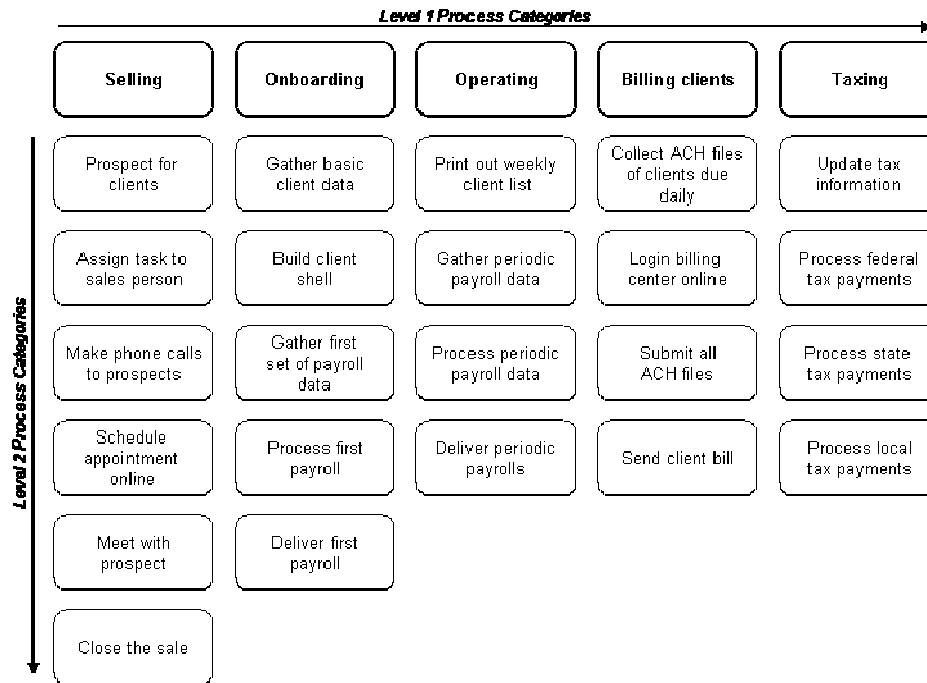 Level 1 Process Categories
Selling
Onboarding
Operating
Billing clients
Taxing
Level 2 Process Categories
Prospect for
clients
Gather basic
client data
Print out weekly
client list
Collect ACH files
of clients due
daily
Update tax
information
Assign task to
sales person
Build client
shell
Gather periodic
payroll data
Login billing
center online
Process federal
tax payments
Make phone calls
to prospects
Gather first
set of payroll
data
Process periodic
payroll data
Submit all
ACH files
Process state
tax payments
Schedule
appointment
online
Process first
payroll
Deliver periodic
payrolls
Send client bill
Process local
tax payments
Meet with
prospect
Deliver first
payroll
Close the sale